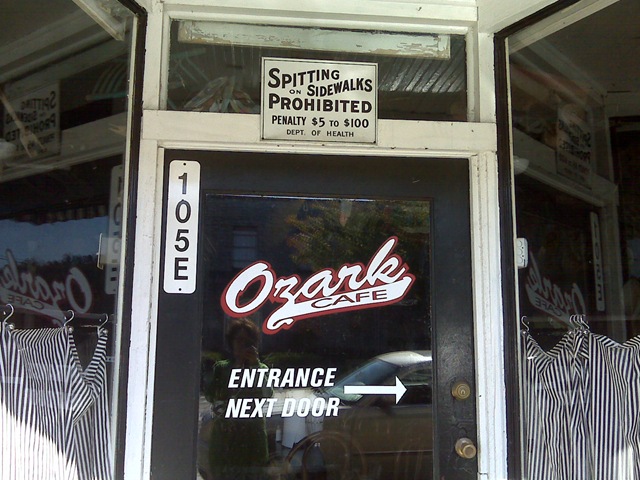 SPITTING
ON SIDEWALKS
PROHIBITED
PENALTY $5 TO $100
DEPT. OF HEALTH
105E
Ozark
CAFE
ENTRANCE
NEXT DOOR